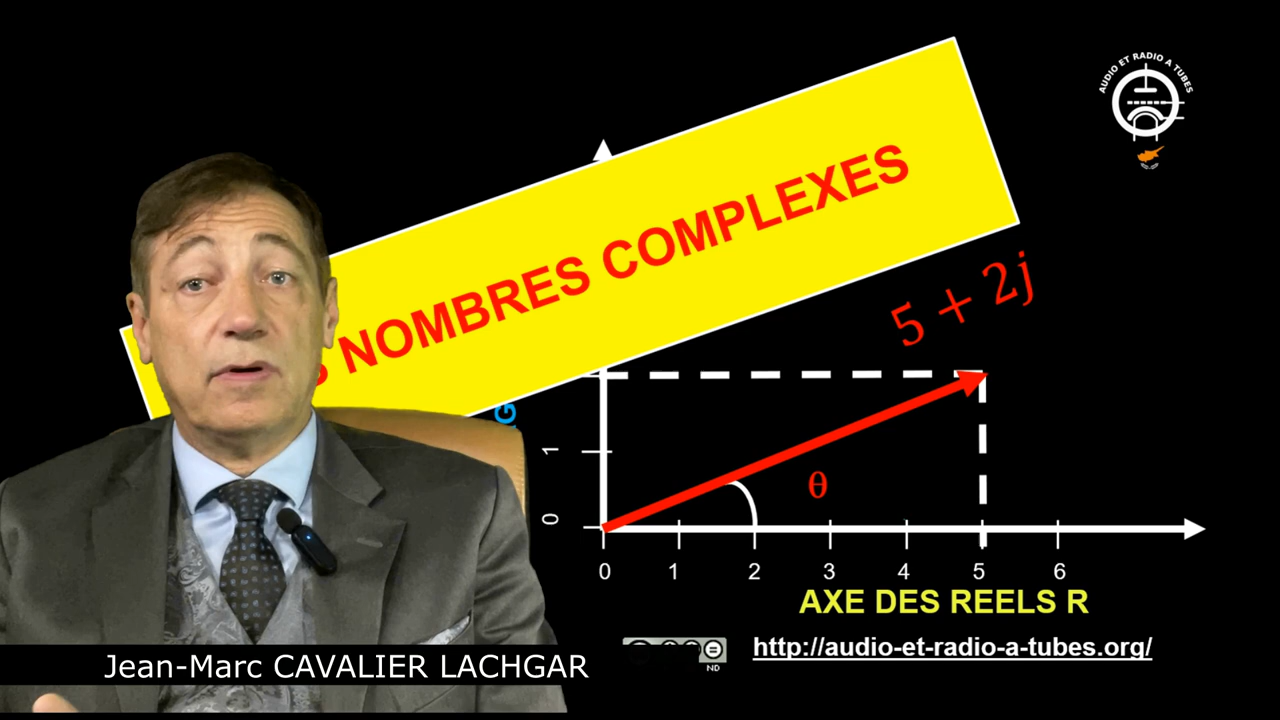 AUDIO ET RADIO A TUBES
NOMBRES COMPLEXES
5 + 2j
G
1
θ
0
0 1 2 3 4 5 6
AXE DES REELS R
http://audio-et-radio-a-tubes.org/
ND
Jean-Marc CAVALIER LACHGAR